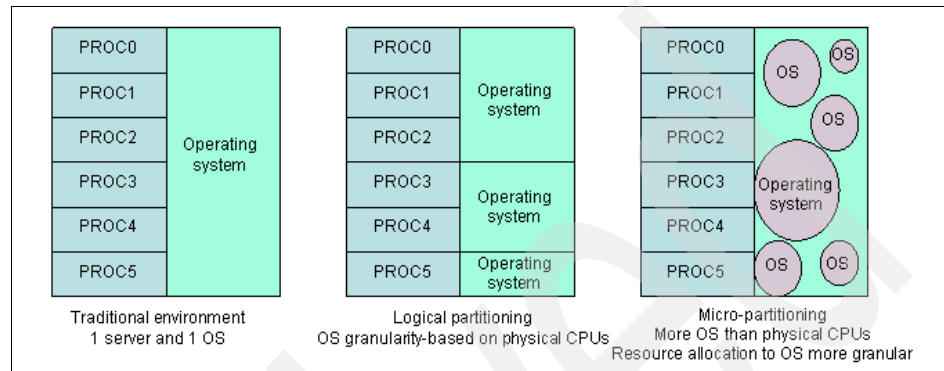 PROC0
PROC1
PROC2
PROC3
PROC4
PROC5
Operating
system
Traditional environment
1 server and 1 OS
PROC0
PROC1
PROC2
PROC3
PROC4
PROC5
Operating
system
Operating
system
Operating
system
Logical partitioning
OS granularity-based on physical CPUs
PROC0
PROC1
PROC2
PROC3
PROC4
PROC5
OS
OS
OS
Operating
system
OS
OS
Micro-partitioning
More OS than physical CPUs
Resource allocation to OS more granular